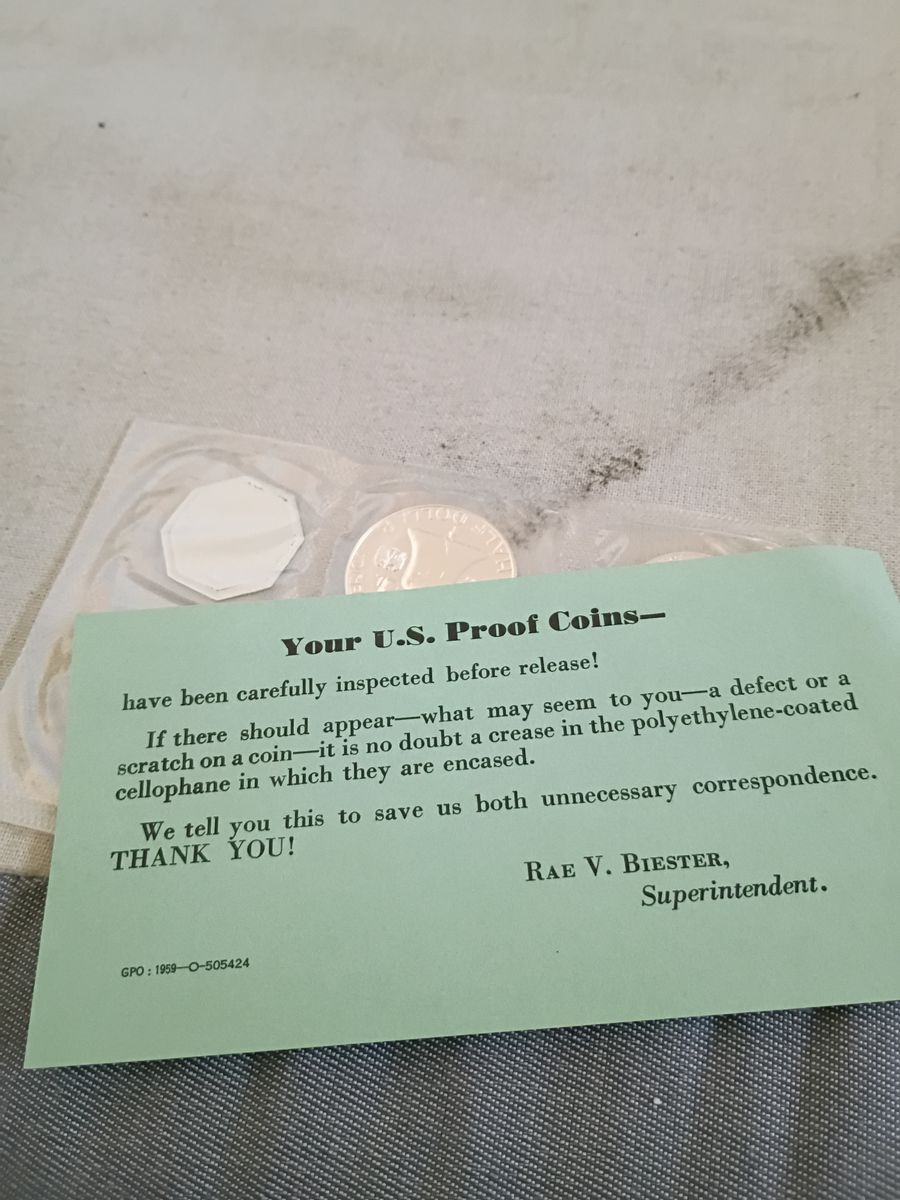 HALF DOLLAR
Your U.S. Proof Coins—
have been carefully inspected before release!
If there should appear—what may seem to you—a defect or a
scratch on a coin—it is no doubt a crease in the polyethylene-coated
cellophane in which they are encased.
We tell you this to save us both unnecessary correspondence.
THANK YOU!
RAE V. BIESTER,
Superintendent.
GPO : 1959—O-505424